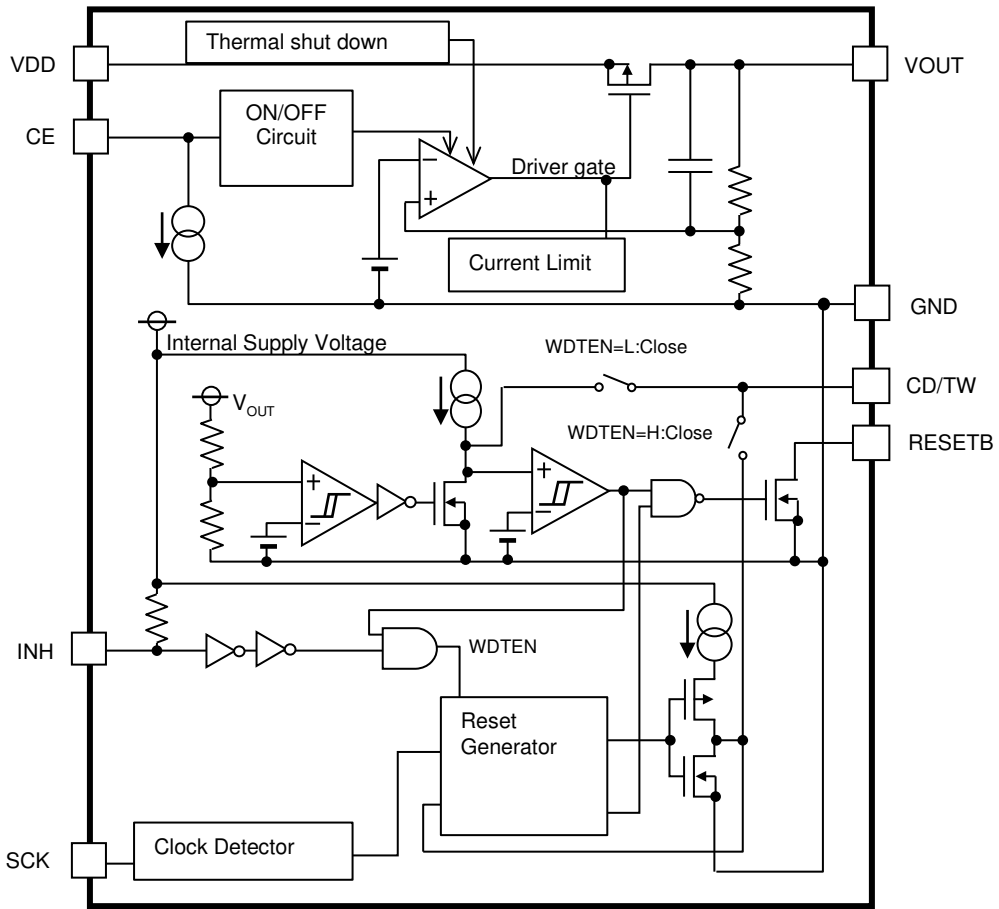 Thermal shut down
VDD
VOUT
CE
ON/OFF
Circuit
Driver gate
−
+
Current Limit
GND
Internal Supply Voltage
WDTEN=L:Close
CD/TW
VOUT
WDTEN=H:Close
RESETB
+
−
+
−
INH
WDTEN
Reset
Generator
SCK
Clock Detector